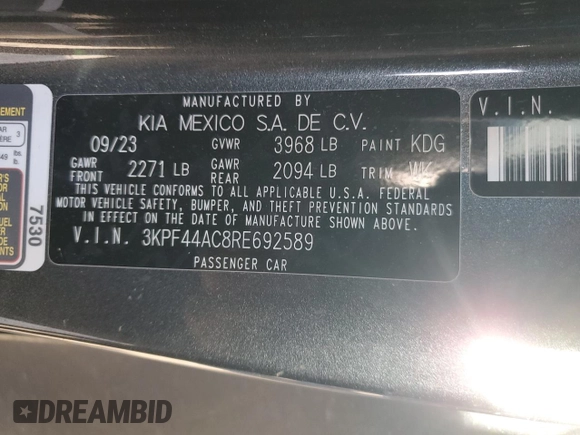 MANUFACTURED BY
KIA MEXICO S.A. DE C.V.
09/23 GVWR 3968 LB PAINT KDG
GAWR FRONT 2271 LB GAWR REAR 2094 LB TRIM WK
THIS VEHICLE CONFORMS TO ALL APPLICABLE U.S.A. FEDERAL
MOTOR VEHICLE SAFETY, BUMPER, AND THEFT PREVENTION STANDARDS
IN EFFECT ON THE DATE OF MANUFACTURE SHOWN ABOVE.
V.I.N. 3KPF44AC8RE692589
PASSENGER CAR
V.I.N.
7530
DREAMBID